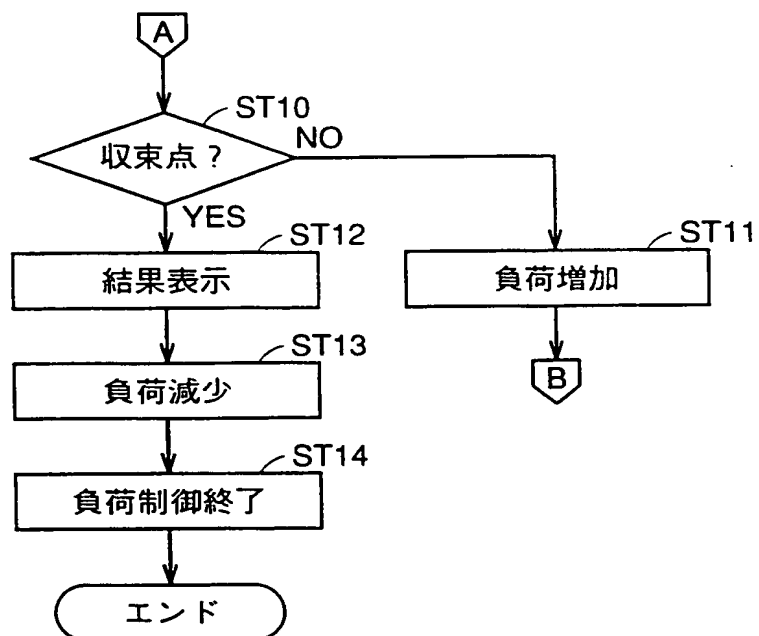 A
ST10
収束点?
NO
YES
ST12
結果表示
ST11
負荷増加
ST13
負荷減少
B
ST14
負荷制御終了
エンド